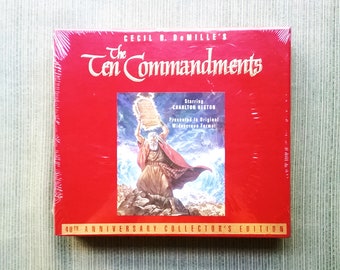 CECIL B. DEMILLE'S
The
Ten Commandments
Starring
CHARLTON HESTON
Presented in Original
Widescreen Format
40TH ANNIVERSARY COLLECTOR'S EDITION